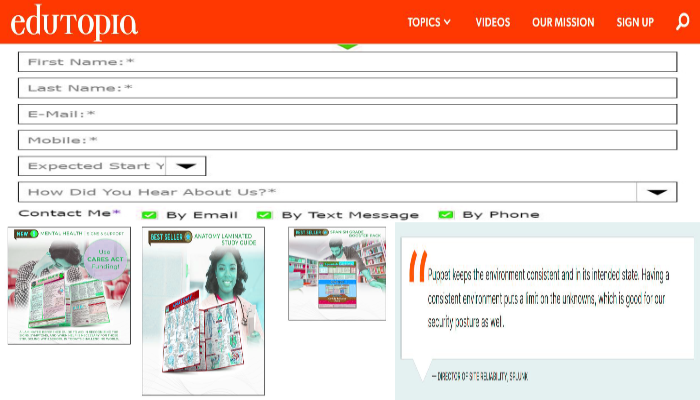 edutopia
TOPICS
VIDEOS
OUR MISSION
SIGN UP
First Name:*
Last Name:*
E-Mail:*
Mobile:*
Expected Start Y
How Did You Hear About Us?*
Contact Me*
By Email
By Text Message
By Phone
NEW
MENTAL HEALTH
Use
CARES ACT
Funding!
BEST SELLER
ANATOMY LAMINATED
STUDY GUIDE
BEST SELLER
Puppet keeps the environment consistent and in its intended state. Having a
consistent environment puts a limit on the unknowns, which is good for our
security posture as well.
— DIRECTOR OF SITE RELIABILITY, SPLUNK